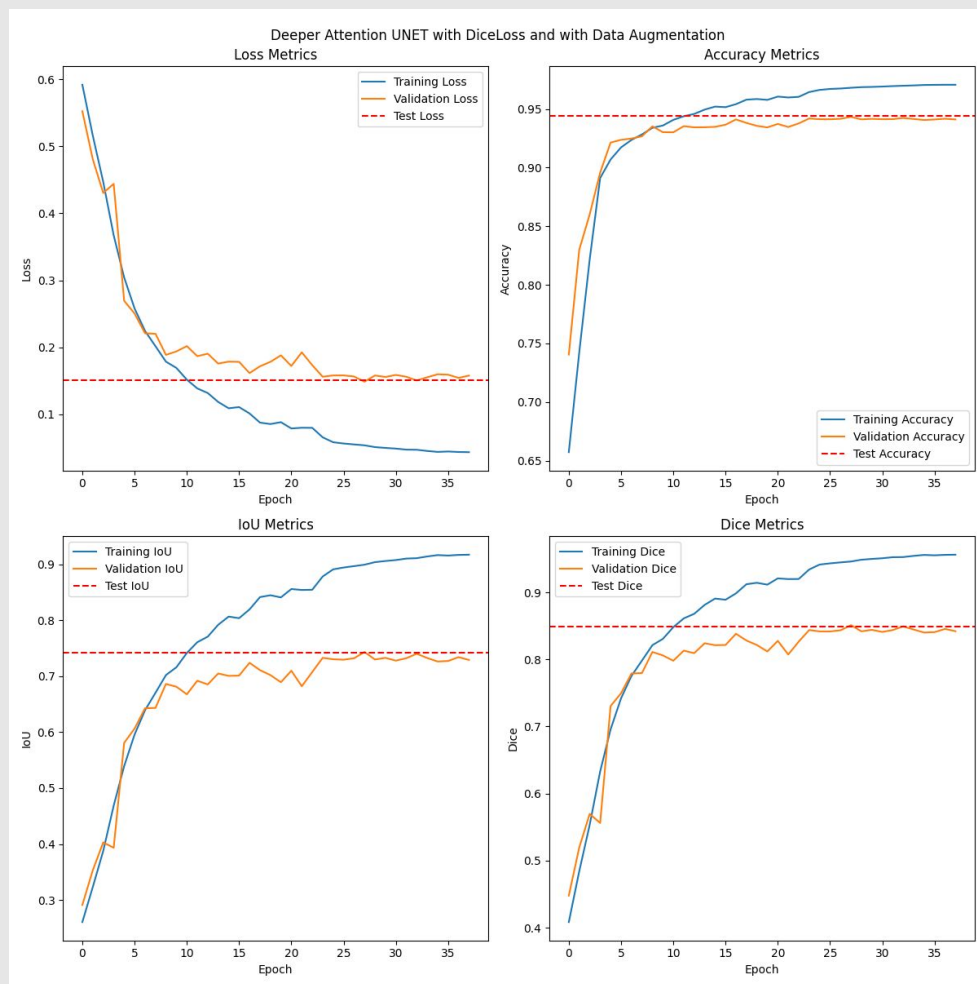 Deeper Attention UNET with DiceLoss and with Data Augmentation
Loss Metrics
0.6
0.5
0.4
0.3
0.2
0.1
Loss
Training Loss
Validation Loss
Test Loss
0 5 10 15 20 25 30 35
Epoch
Accuracy Metrics
0.95
0.90
0.85
0.80
0.75
0.70
0.65
Accuracy
Training Accuracy
Validation Accuracy
Test Accuracy
0 5 10 15 20 25 30 35
Epoch
IoU Metrics
Training IoU
Validation IoU
Test IoU
0.9
0.8
0.7
0.6
0.5
0.4
0.3
IoU
0 5 10 15 20 25 30 35
Epoch
Dice Metrics
Training Dice
Validation Dice
Test Dice
0.9
0.8
0.7
0.6
0.5
0.4
Dice
0 5 10 15 20 25 30 35
Epoch